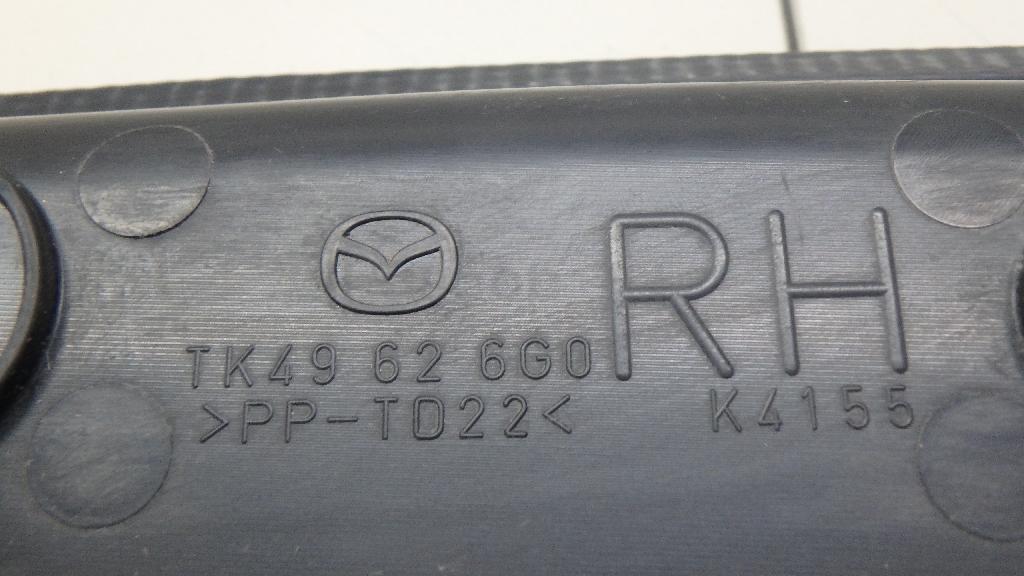 RH
TK49 62 6G0
>PP-TD22<
K4155